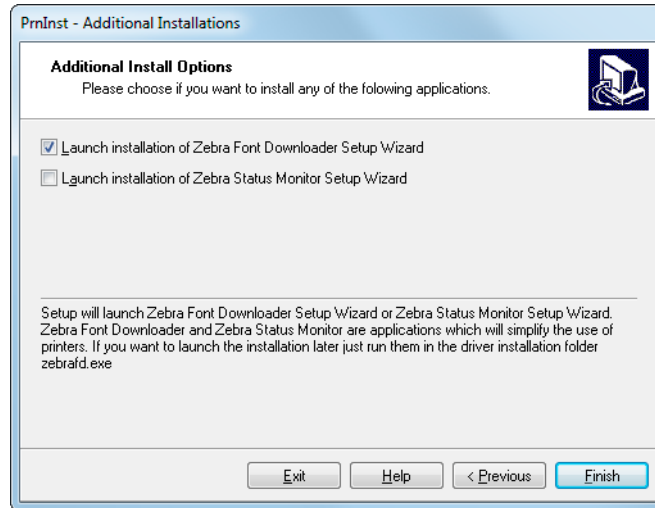 PrnInst - Additional Installations
Additional Install Options
Please choose if you want to install any of the folowing applications.
Launch installation of Zebra Font Downloader Setup Wizard
Launch installation of Zebra Status Monitor Setup Wizard
Setup will launch Zebra Font Downloader Setup Wizard or Zebra Status Monitor Setup Wizard.
Zebra Font Downloader and Zebra Status Monitor are applications which will simplify the use of
printers. If you want to launch the installation later just run them in the driver installation folder
zebrafd.exe
Exit Help < Previous Finish